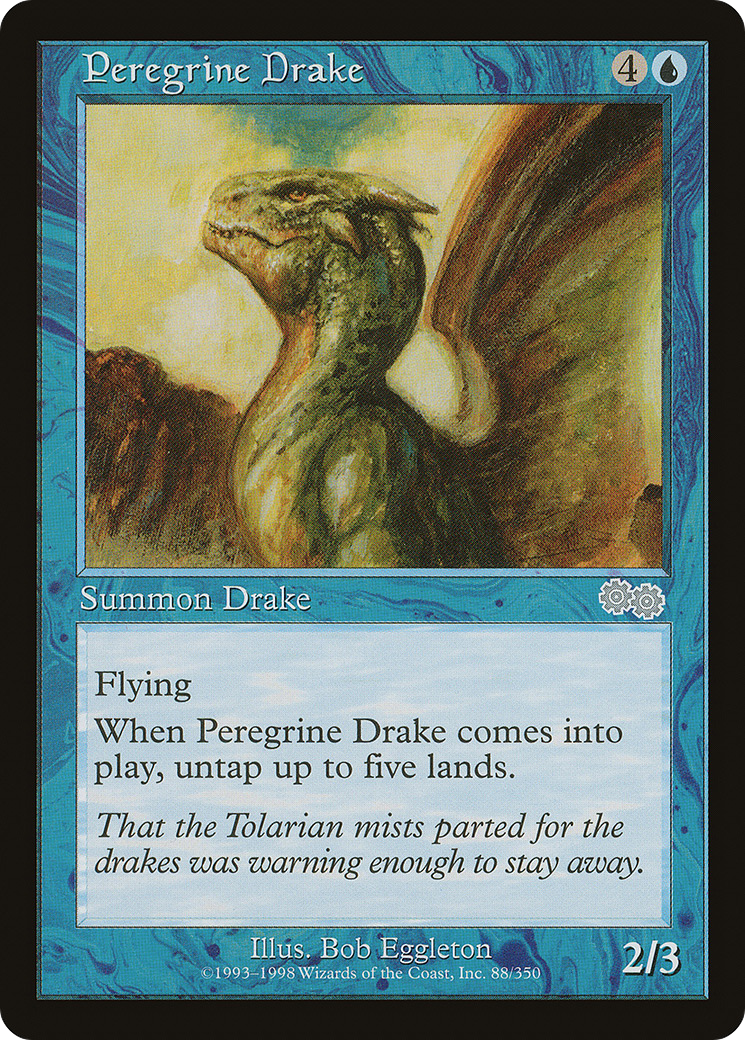 Peregrine Drake
4
Summon Drake
Flying
When Peregrine Drake comes into
play, untap up to five lands.
That the Tolarian mists parted for the
drakes was warning enough to stay away.
Illus. Bob Eggleton
©1993–1998 Wizards of the Coast, Inc. 88/350
2/3